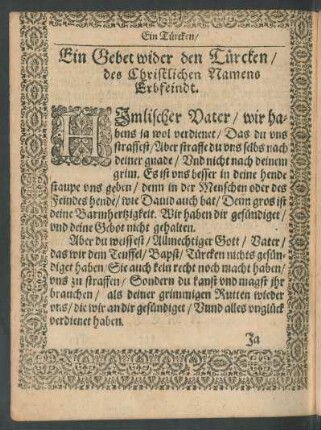 Ein Türcken/
Ein Gebet wider den Türcken/
des Christlichen Namens
Erbfeindt.
HImlischer Vater / wir ha-
bens ja wol verdienet / Das du vns
straffest / Aber straffe du vns selbs nach
deiner gnade / Vnd nicht nach deinem
grim. Es ist vns besser in deine hende
staupe vns geben / denn in der Menschen oder des
Feindes hende / wie Dauid auch bat / Denn gros ist
deine Barmhertzigkeit. Wir haben dir gesündiget /
vnd deine Gebot nicht gehalten.
Aber du weissest / Allmechtiger Gott / Vater /
das wir dem Teuffel / Bapst / Türcken nichts gesün-
diget haben / Sie auch kein recht noch macht haben /
vns zu straffen / Sondern du kanst vnd magst jhr
brauchen / als deiner grimmigen Rutten wieder
vns / die wir an dir gesündiget / Vnnd alles vnglück
verdienet haben.
Ja